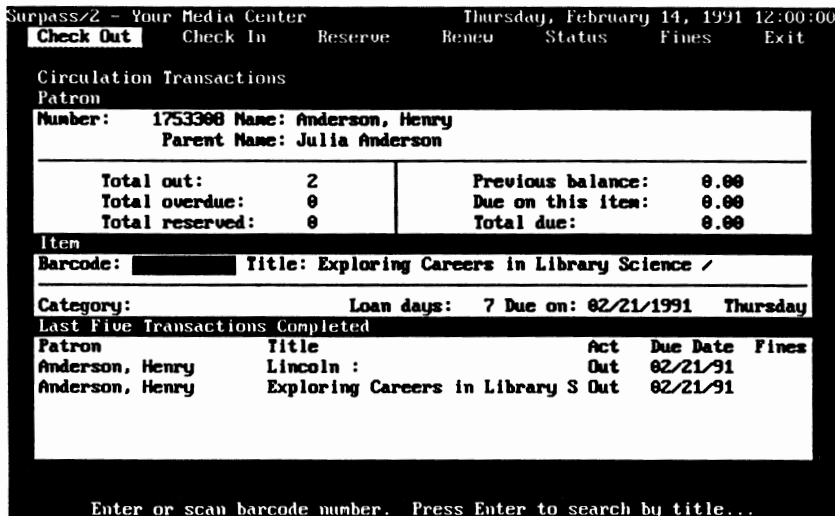 Surpass/2 - Your Media Center Thursday, February 14, 1991 12:00:00
Check Out Check In Reserve Renew Status Fines Exit
Circulation Transactions
Patron
Number: 1753308 Name: Anderson, Henry
Parent Name: Julia Anderson
Total out: 2 Previous balance: 0.00
Total overdue: 0 Due on this item: 0.00
Total reserved: 0 Total due: 0.00
Item
Barcode: Title: Exploring Careers in Library Science /
Category: Loan days: 7 Due on: 02/21/1991 Thursday
Last Five Transactions Completed
Patron Title Act Due Date Fines
Anderson, Henry Lincoln : Out 02/21/91
Anderson, Henry Exploring Careers in Library S Out 02/21/91
Enter or scan barcode number. Press Enter to search by title...